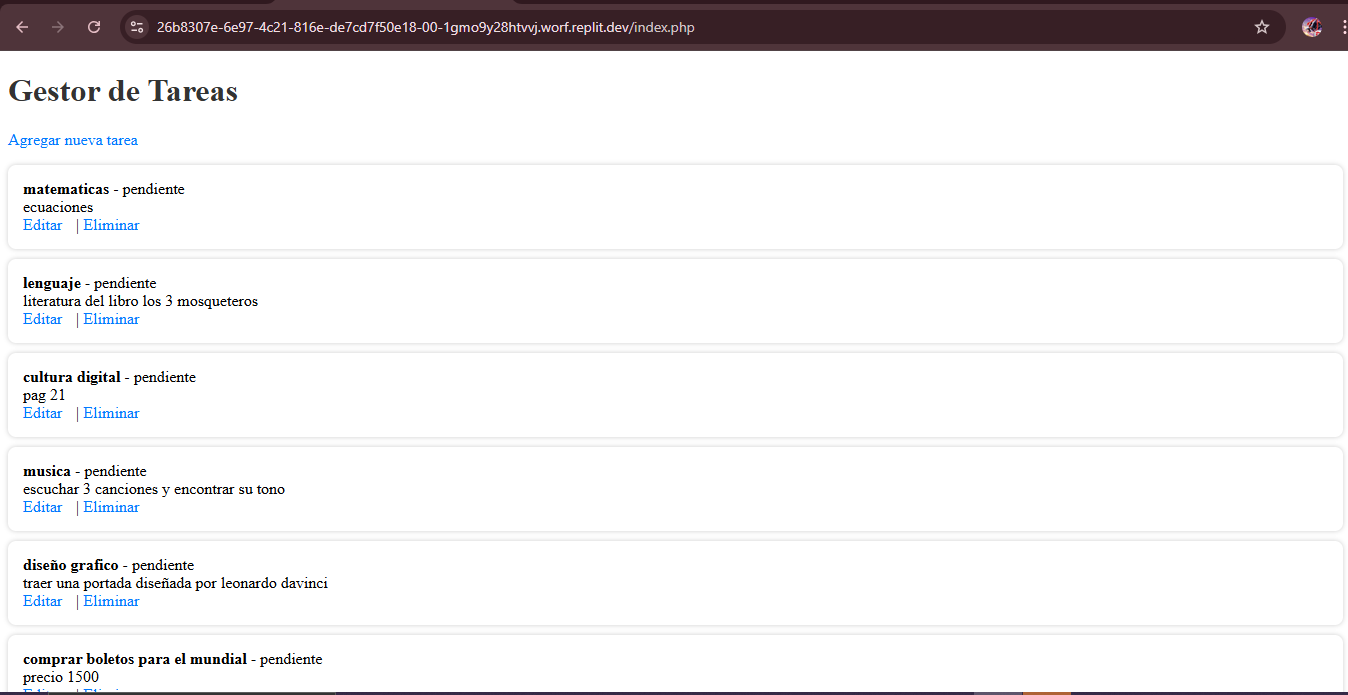 26b8307e-6e97-4c21-816e-de7cd7f50e18-00-1gmo9y28htvvj.worf.replit.dev/index.php
Gestor de Tareas
Agregar nueva tarea
matematicas - pendiente
ecuaciones
Editar | Eliminar
lenguaje - pendiente
literatura del libro los 3 mosqueteros
Editar | Eliminar
cultura digital - pendiente
pag 21
Editar | Eliminar
musica - pendiente
escuchar 3 canciones y encontrar su tono
Editar | Eliminar
diseño grafico - pendiente
traer una portada diseñada por leonardo davinci
Editar | Eliminar
comprar boletos para el mundial - pendiente
precio 1500
Editar | Eliminar